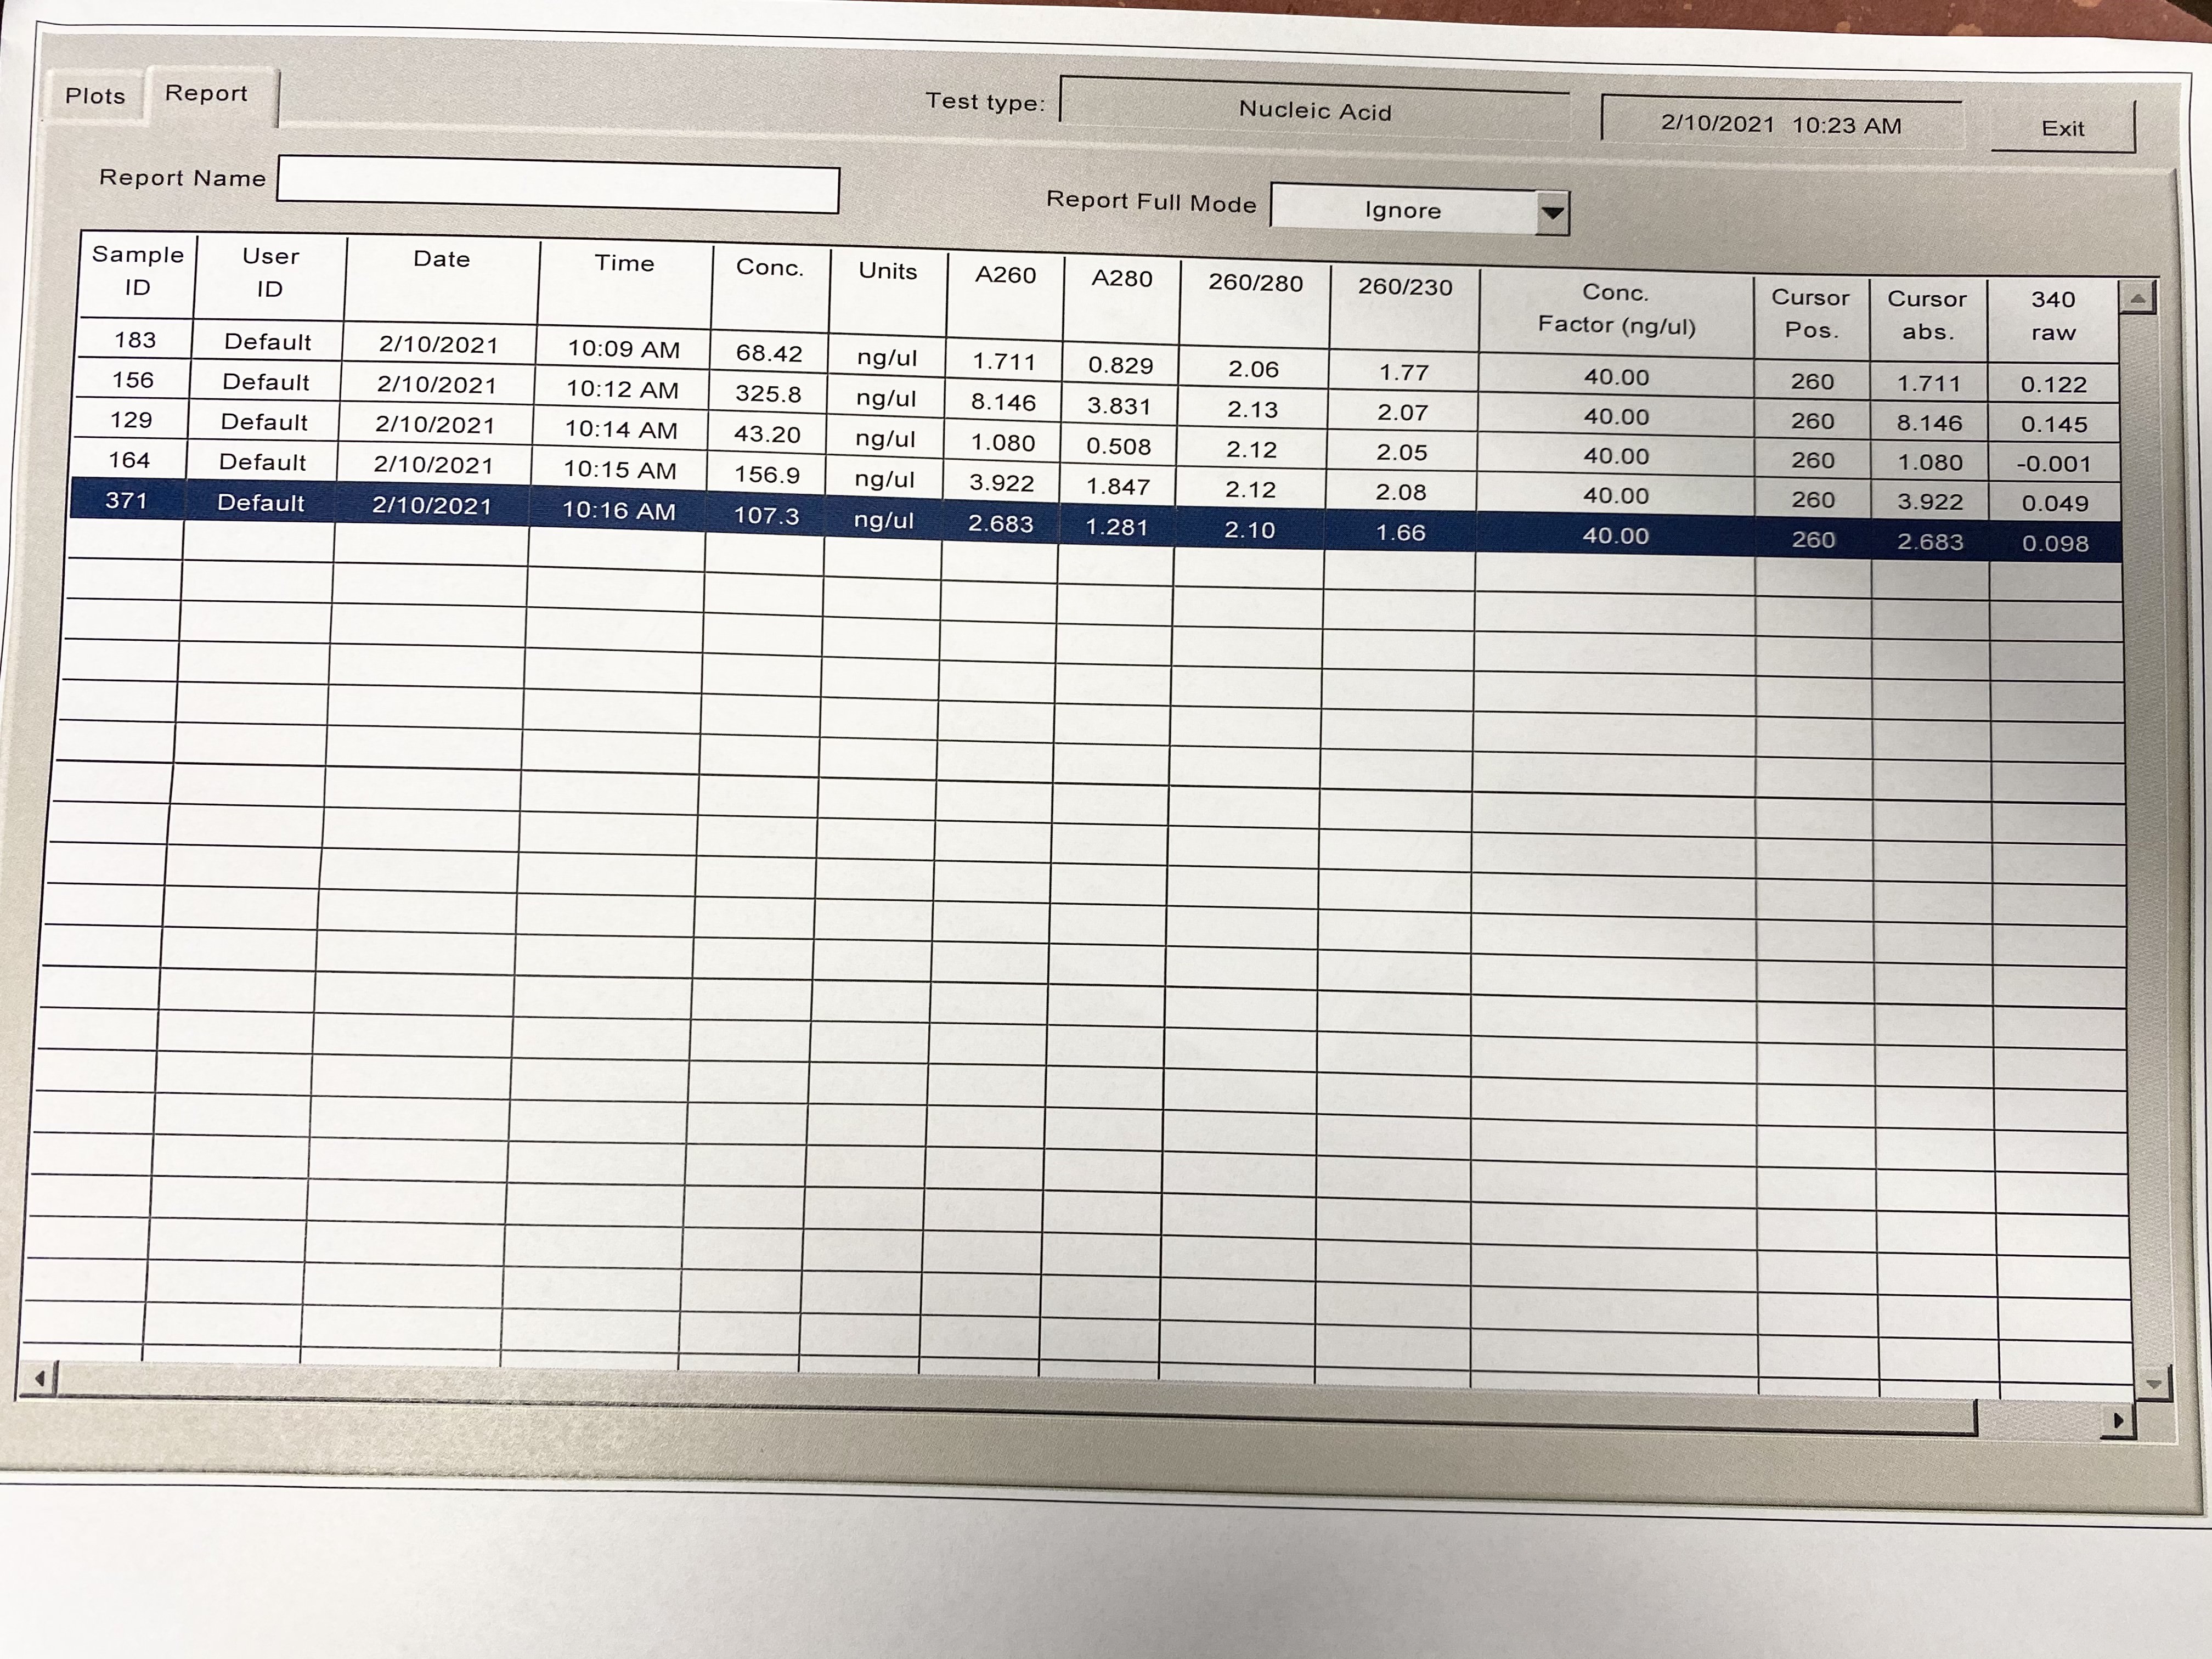 Plots Report Test type: Nucleic Acid 2/10/2021 10:23 AM Exit
Report Name Report Full Mode Ignore
Sample ID User ID Date Time Conc. Units A260 A280 260/280 260/230 Conc. Factor (ng/ul) Cursor Pos. Cursor abs. 340 raw
183 Default 2/10/2021 10:09 AM 68.42 ng/ul 1.711 0.829 2.06 1.77 40.00 260 1.711 0.122
156 Default 2/10/2021 10:12 AM 325.8 ng/ul 8.146 3.831 2.13 2.07 40.00 260 8.146 0.145
129 Default 2/10/2021 10:14 AM 43.20 ng/ul 1.080 0.508 2.12 2.05 40.00 260 1.080 -0.001
164 Default 2/10/2021 10:15 AM 156.9 ng/ul 3.922 1.847 2.12 2.08 40.00 260 3.922 0.049
371 Default 2/10/2021 10:16 AM 107.3 ng/ul 2.683 1.281 2.10 1.66 40.00 260 2.683 0.098